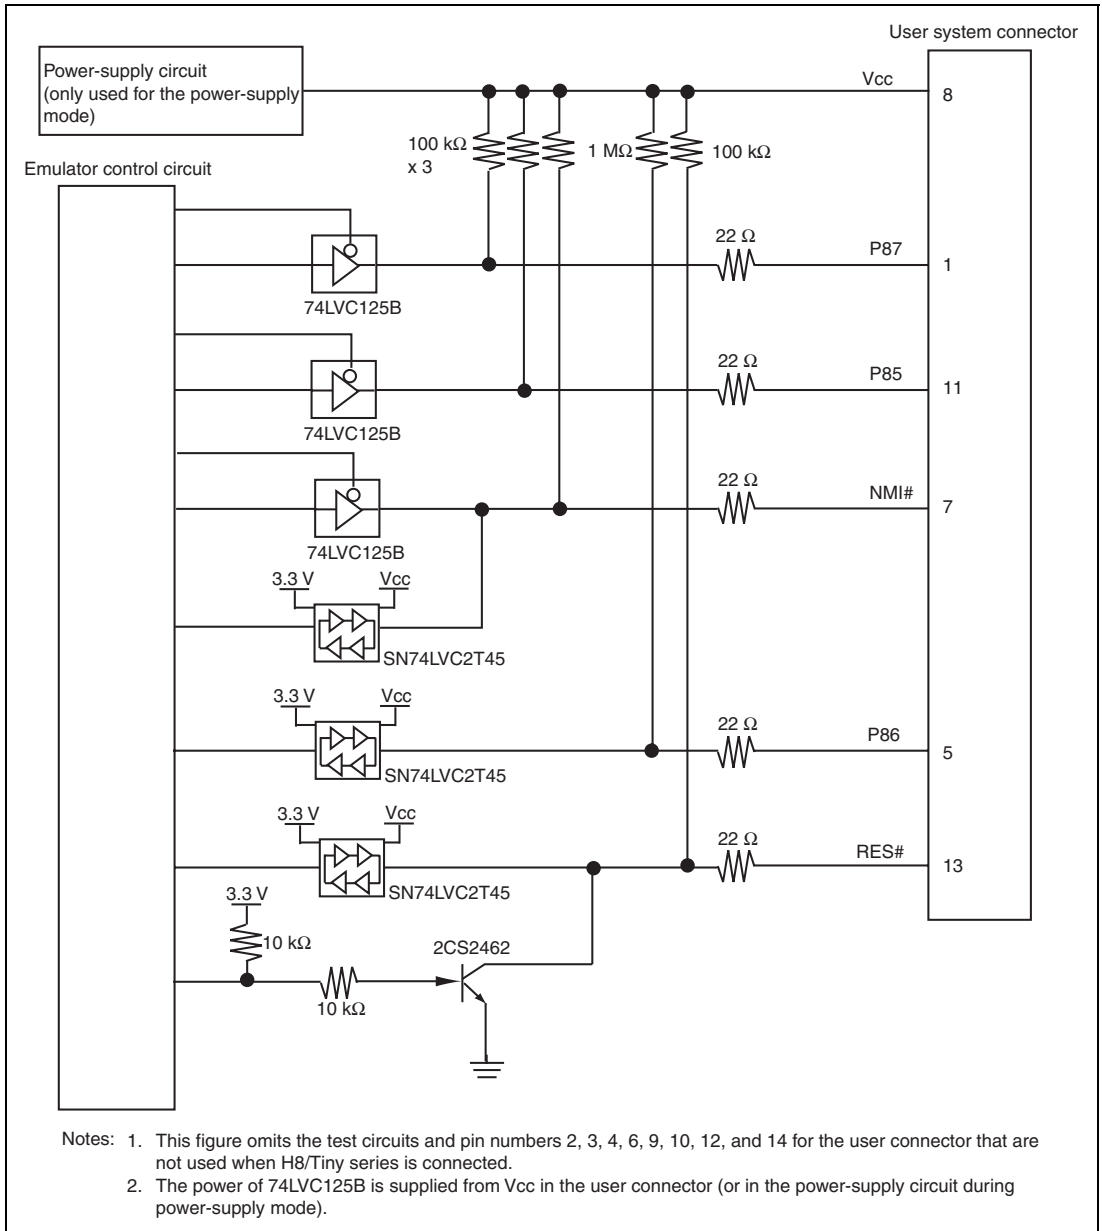 User system connector
Power-supply circuit
(only used for the power-supply
mode)
Vcc
8
100 kΩ
x 3
1 MΩ
100 kΩ
Emulator control circuit
22 Ω
P87
1
74LVC125B
22 Ω
P85
11
74LVC125B
22 Ω
NMI#
7
74LVC125B
3.3 V
Vcc
SN74LVC2T45
3.3 V
Vcc
22 Ω
P86
5
SN74LVC2T45
3.3 V
Vcc
22 Ω
RES#
13
SN74LVC2T45
3.3 V
10 kΩ
2CS2462
10 kΩ
Notes: 1. This figure omits the test circuits and pin numbers 2, 3, 4, 6, 9, 10, 12, and 14 for the user connector that are
not used when H8/Tiny series is connected.
2. The power of 74LVC125B is supplied from Vcc in the user connector (or in the power-supply circuit during
power-supply mode).